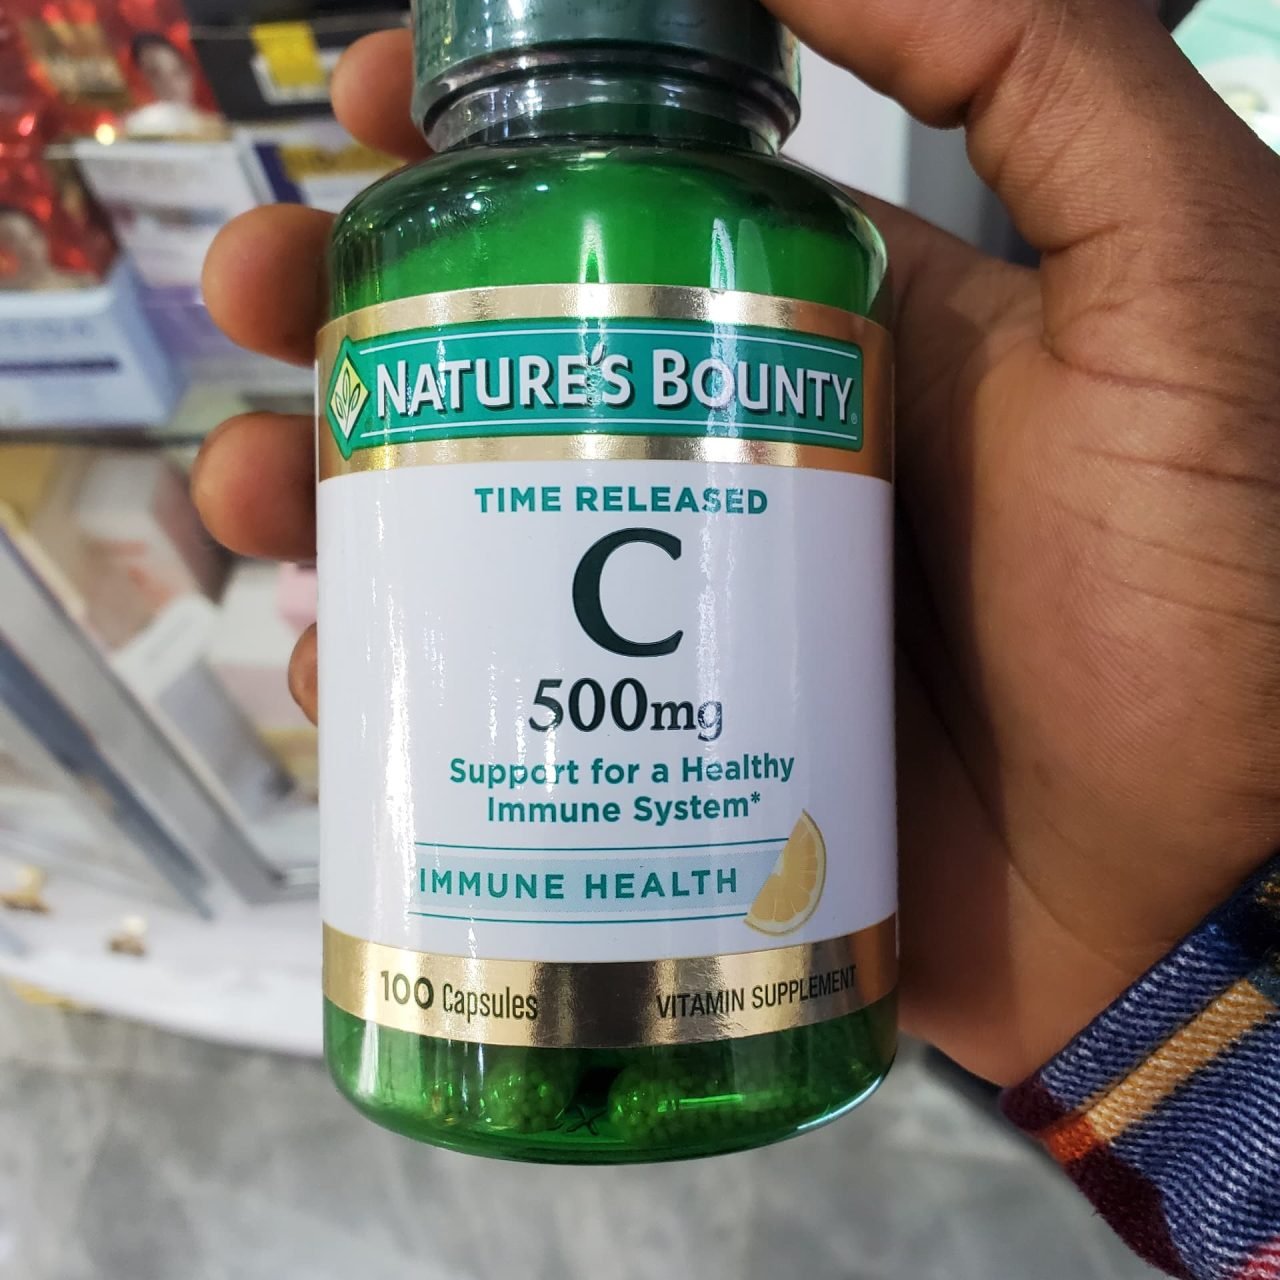 NATURE'S BOUNTY®
TIME RELEASED
C
500mg
Support for a Healthy
Immune System*
IMMUNE HEALTH
100 Capsules
VITAMIN SUPPLEMENT